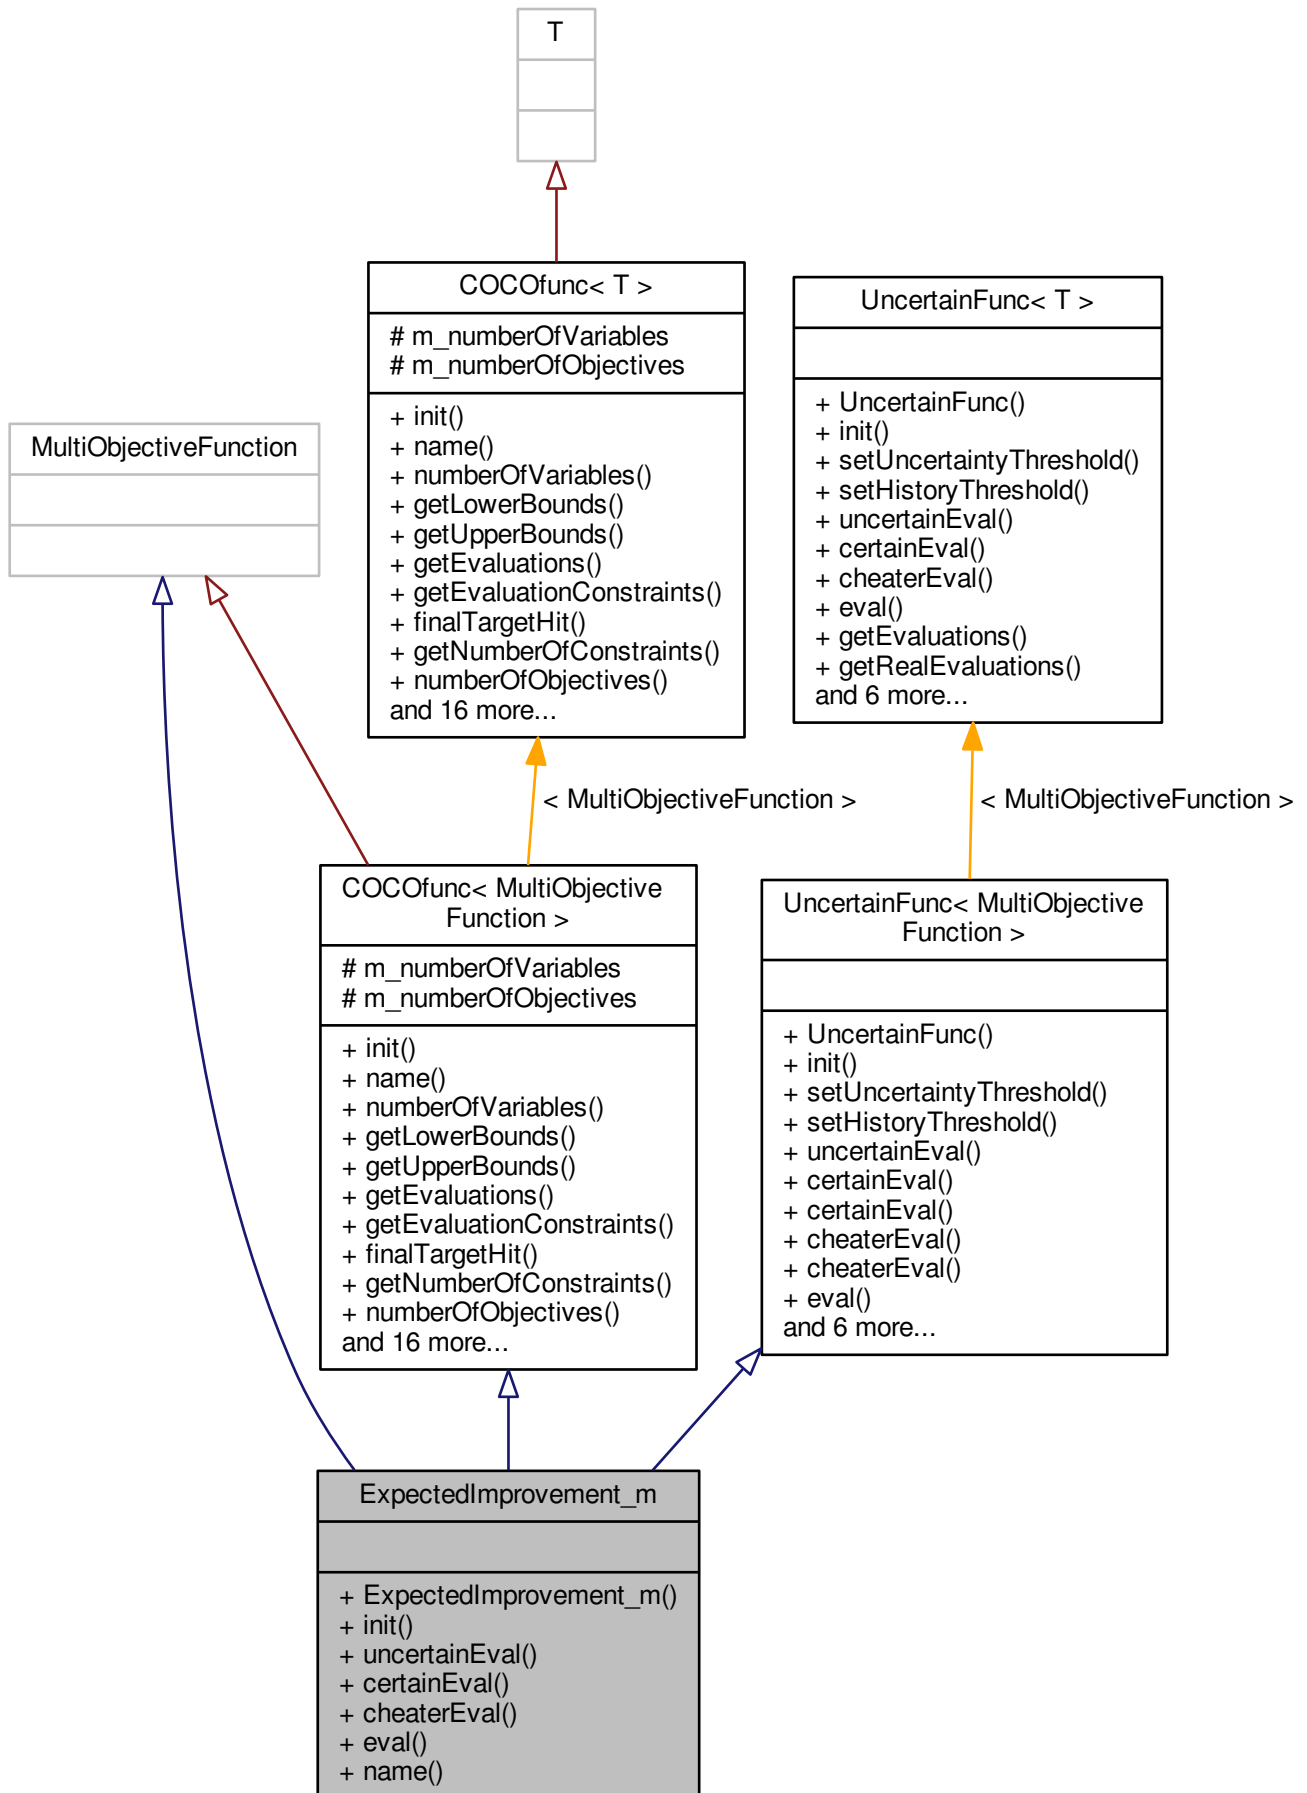 T
COCOfunc< T >
# m_numberOfVariables
# m_numberOfObjectives
+ init()
+ name()
+ numberOfVariables()
+ getLowerBounds()
+ getUpperBounds()
+ getEvaluations()
+ getEvaluationConstraints()
+ finalTargetHit()
+ getNumberOfConstraints()
+ numberOfObjectives()
and 16 more...
UncertainFunc< T >
+ UncertainFunc()
+ init()
+ setUncertaintyThreshold()
+ setHistoryThreshold()
+ uncertainEval()
+ certainEval()
+ cheaterEval()
+ eval()
+ getEvaluations()
+ getRealEvaluations()
and 6 more...
MultiObjectiveFunction
< MultiObjectiveFunction >
< MultiObjectiveFunction >
COCOfunc< MultiObjective
Function >
# m_numberOfVariables
# m_numberOfObjectives
+ init()
+ name()
+ numberOfVariables()
+ getLowerBounds()
+ getUpperBounds()
+ getEvaluations()
+ getEvaluationConstraints()
+ finalTargetHit()
+ getNumberOfConstraints()
+ numberOfObjectives()
and 16 more...
UncertainFunc< MultiObjective
Function >
+ UncertainFunc()
+ init()
+ setUncertaintyThreshold()
+ setHistoryThreshold()
+ uncertainEval()
+ certainEval()
+ certainEval()
+ cheaterEval()
+ cheaterEval()
+ eval()
and 6 more...
ExpectedImprovement_m
+ ExpectedImprovement_m()
+ init()
+ uncertainEval()
+ certainEval()
+ cheaterEval()
+ eval()
+ name()